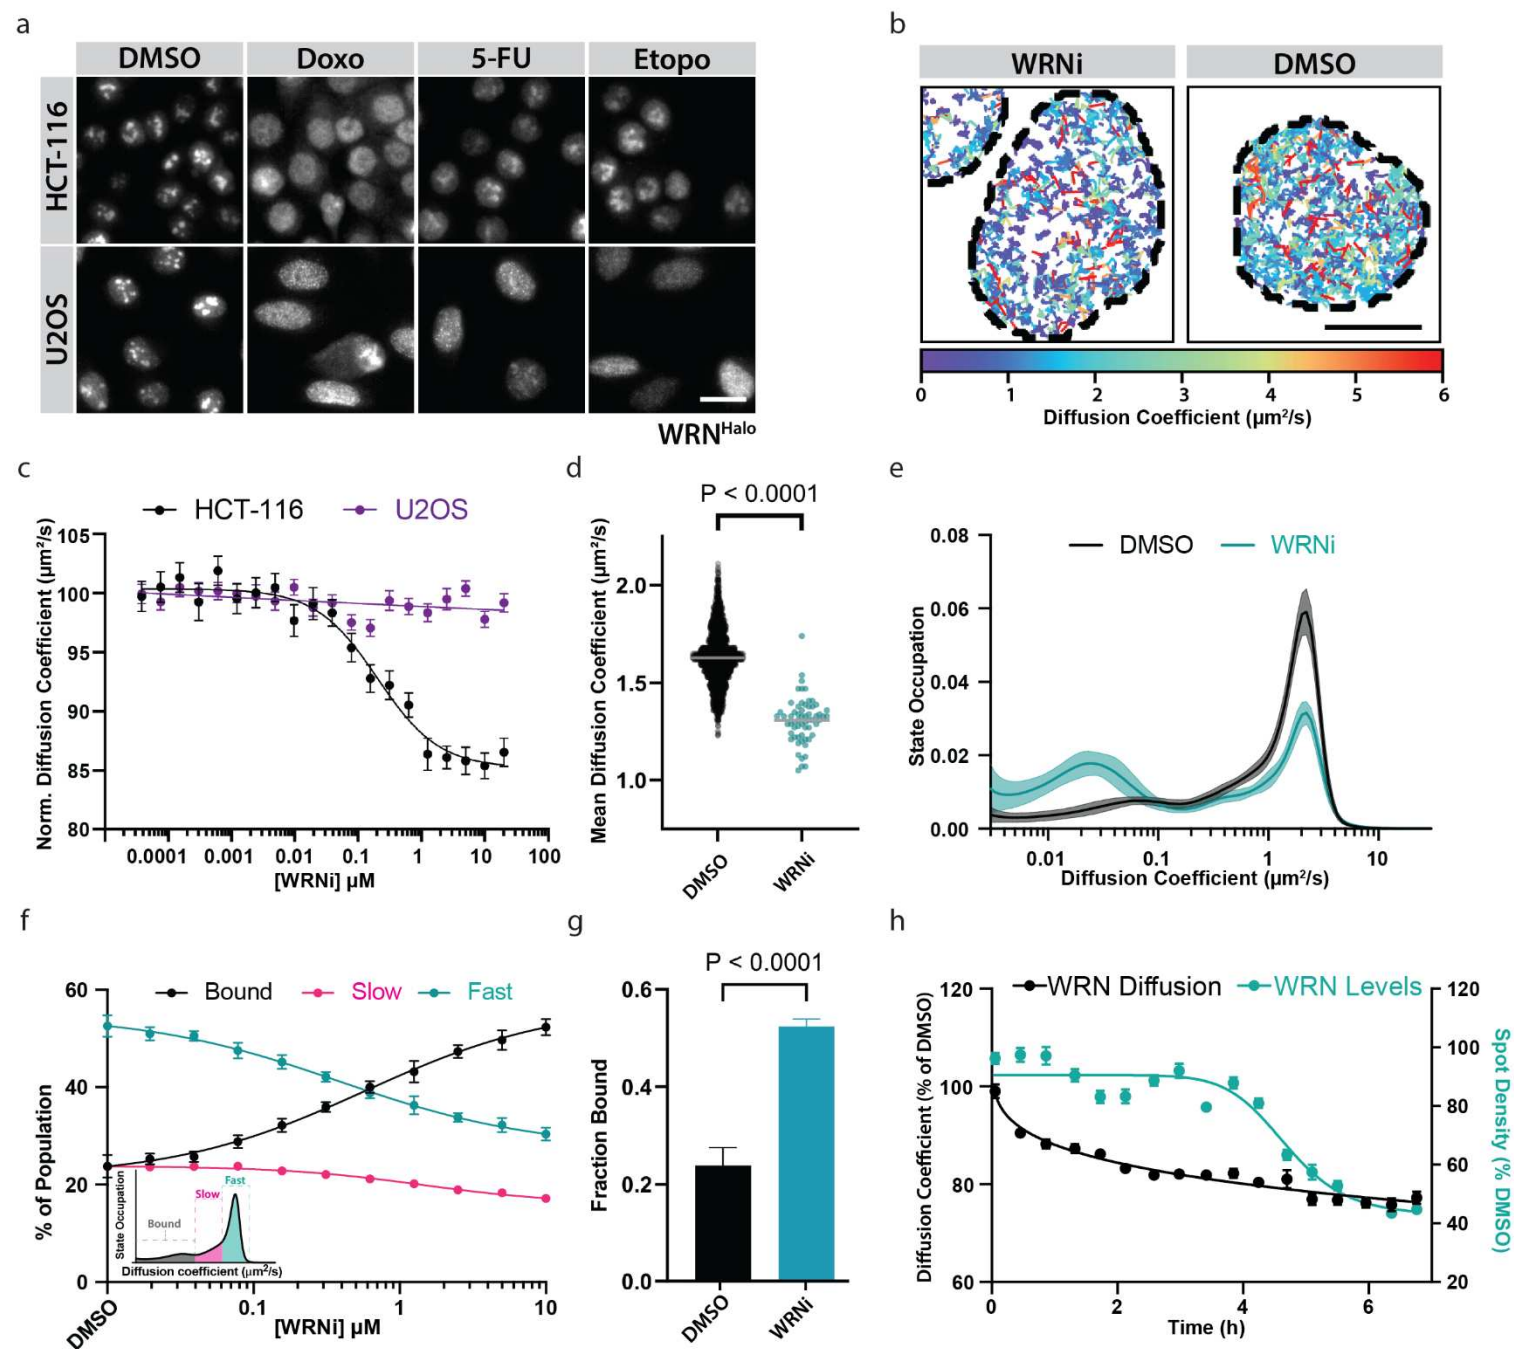 a
DMSO Doxo 5-FU Etopo
HCT-116
U2OS
WRN^Halo
b
WRNi DMSO
0 1 2 3 4 5 6
Diffusion Coefficient (µm²/s)
c
HCT-116 U2OS
Norm. Diffusion Coefficient (µm²/s)
105
100
95
90
85
80
0.0001 0.001 0.01 0.1 1 10 100
[WRNi] µM
d
P < 0.0001
Mean Diffusion Coefficient (µm²/s)
2.0
1.5
1.0
DMSO WRNi
e
DMSO WRNi
State Occupation
0.08
0.06
0.04
0.02
0.00
0.01 0.1 1 10
Diffusion Coefficient (µm²/s)
f
Bound Slow Fast
% of Population
60
40
20
0
State Occupation
Bound
Slow
Fast
Diffusion coefficient (µm²/s)
DMSO 0.1 1 10
[WRNi] µM
g
P < 0.0001
Fraction Bound
0.6
0.4
0.2
0.0
DMSO WRNi
h
WRN Diffusion WRN Levels
Diffusion Coefficient (% of DMSO)
120
100
80
60
120
100
80
60
40
20
Spot Density (% DMSO)
0 2 4 6
Time (h)